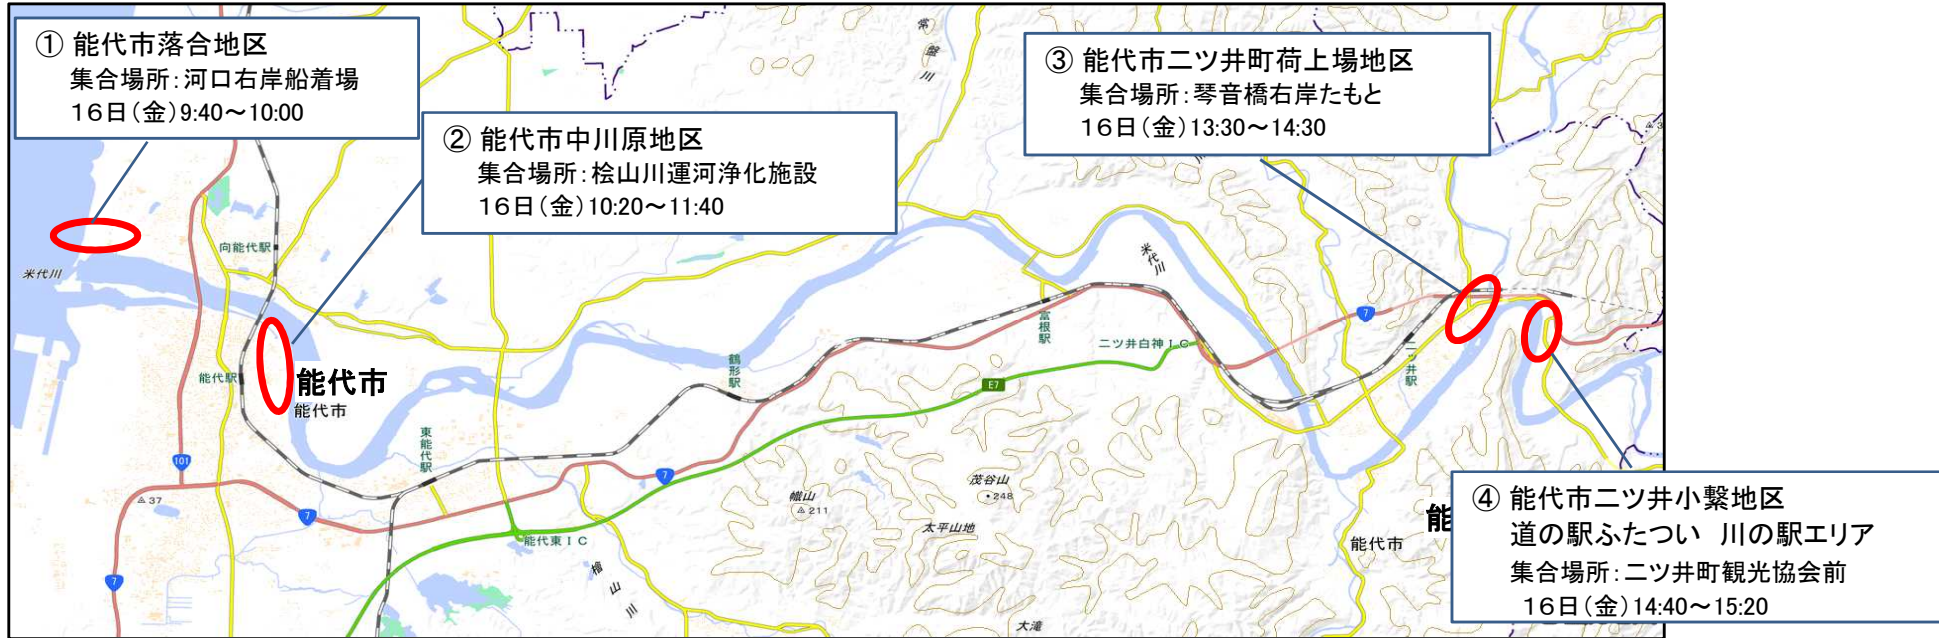 ① 能代市落合地区
集合場所：河口右岸船着場
16日（金）9:40～10:00
② 能代市中川原地区
集合場所：桧山川運河浄化施設
16日（金）10:20～11:40
③ 能代市二ツ井町荷上場地区
集合場所：琴音橋右岸たもと
16日（金）13:30～14:30
④ 能代市二ツ井小繋地区
道の駅ふたつい 川の駅エリア
集合場所：二ツ井町観光協会前
16日（金）14:40～15:20
常盤川
米代川
向能代駅
能代駅
能代市
能代市
東能代駅
鶴形駅
富根駅
米代川
二ツ井白神IC
二ツ井駅
7
E7
101
37
7
7
7
能代東IC
檜山川
幟山
211
茂谷山
248
太平山地
大滝
能
能代市